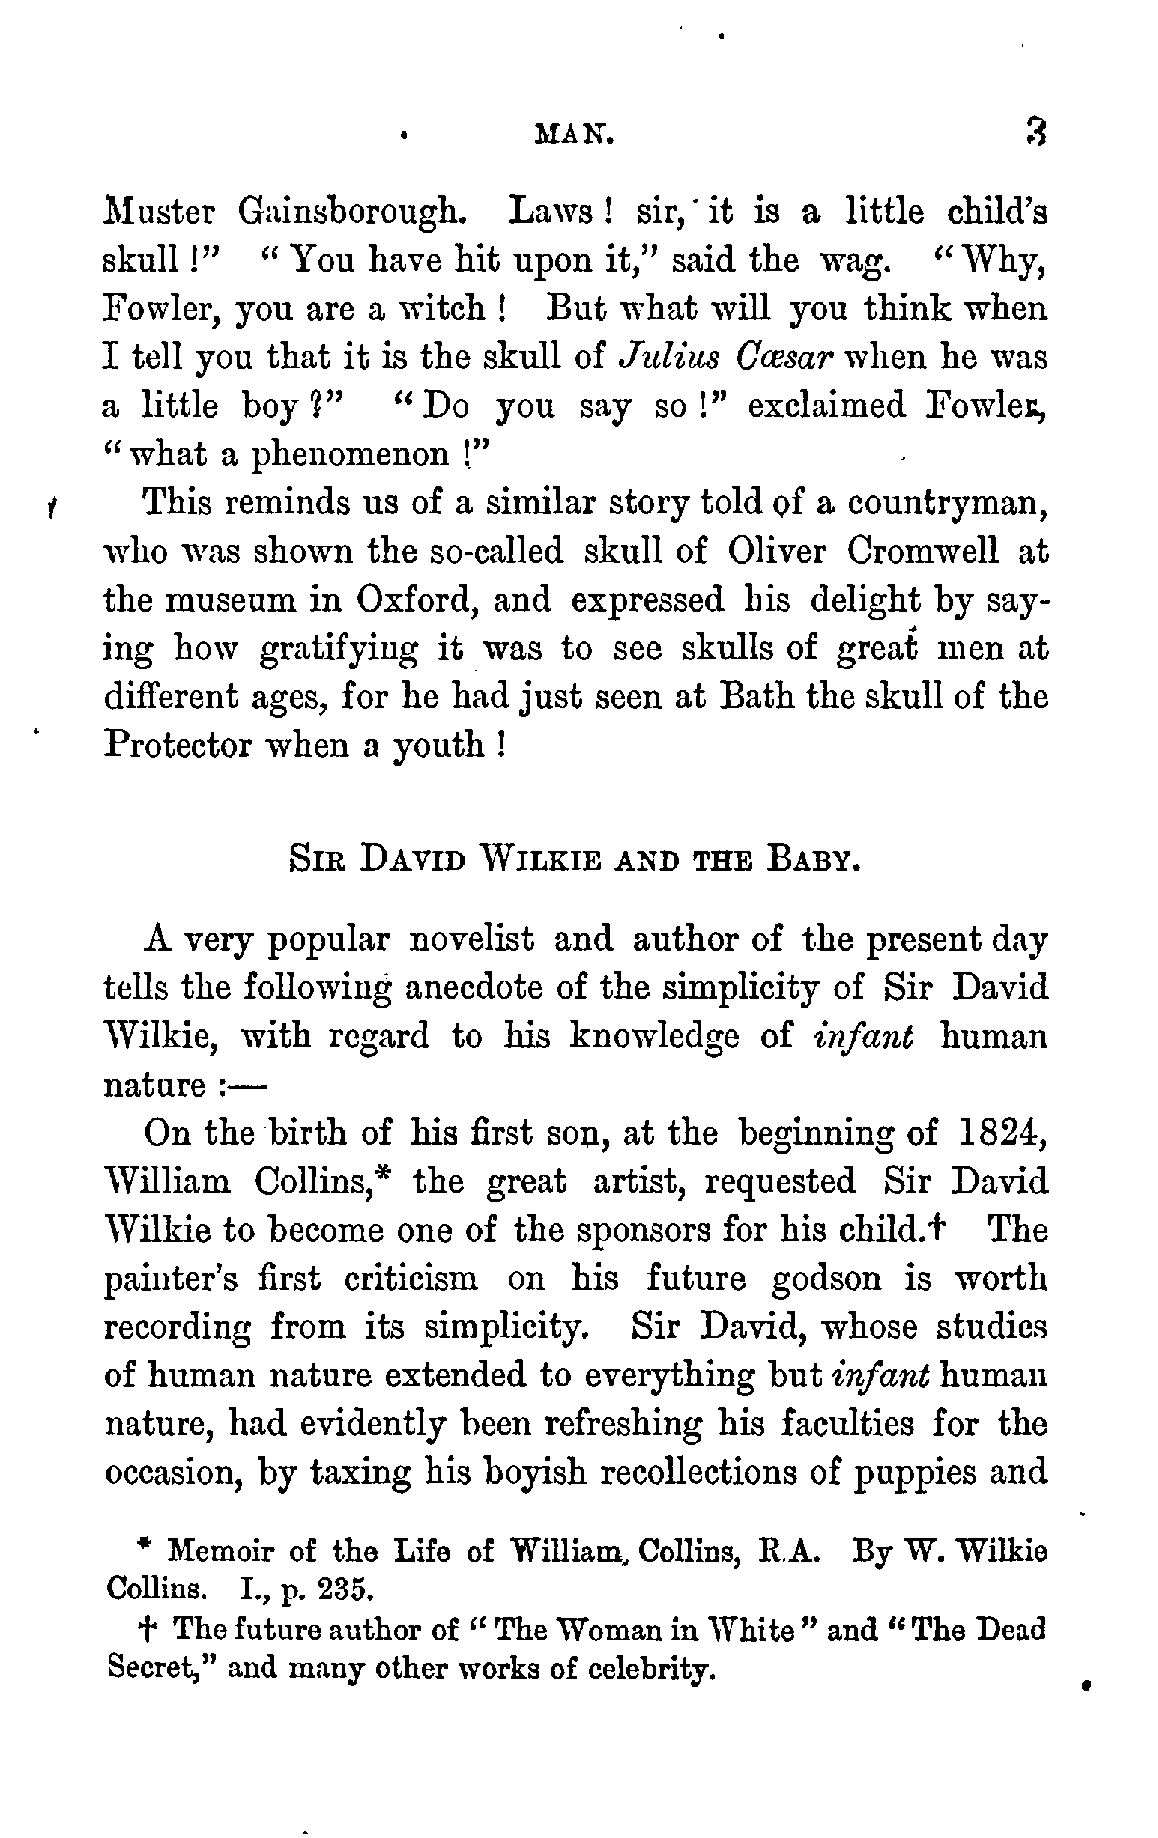 MAN. 3
Muster Gainsborough. Laws ! sir, it is a little child's
skull !" " You have hit upon it," said the wag. " Why,
Fowler, you are a witch ! But what will you think when
I tell you that it is the skull of Julius Cæsar when he was
a little boy ?" " Do you say so !" exclaimed Fowler,
" what a phenomenon !"
This reminds us of a similar story told of a countryman,
who was shown the so-called skull of Oliver Cromwell at
the museum in Oxford, and expressed his delight by say-
ing how gratifying it was to see skulls of great men at
different ages, for he had just seen at Bath the skull of the
Protector when a youth !
SIR DAVID WILKIE AND THE BABY.
A very popular novelist and author of the present day
tells the following anecdote of the simplicity of Sir David
Wilkie, with regard to his knowledge of infant human
nature :—
On the birth of his first son, at the beginning of 1824,
William Collins,* the great artist, requested Sir David
Wilkie to become one of the sponsors for his child.† The
painter's first criticism on his future godson is worth
recording from its simplicity. Sir David, whose studies
of human nature extended to everything but infant human
nature, had evidently been refreshing his faculties for the
occasion, by taxing his boyish recollections of puppies and
* Memoir of the Life of William Collins, R.A. By W. Wilkie
Collins. I., p. 235.
† The future author of " The Woman in White " and " The Dead
Secret," and many other works of celebrity.